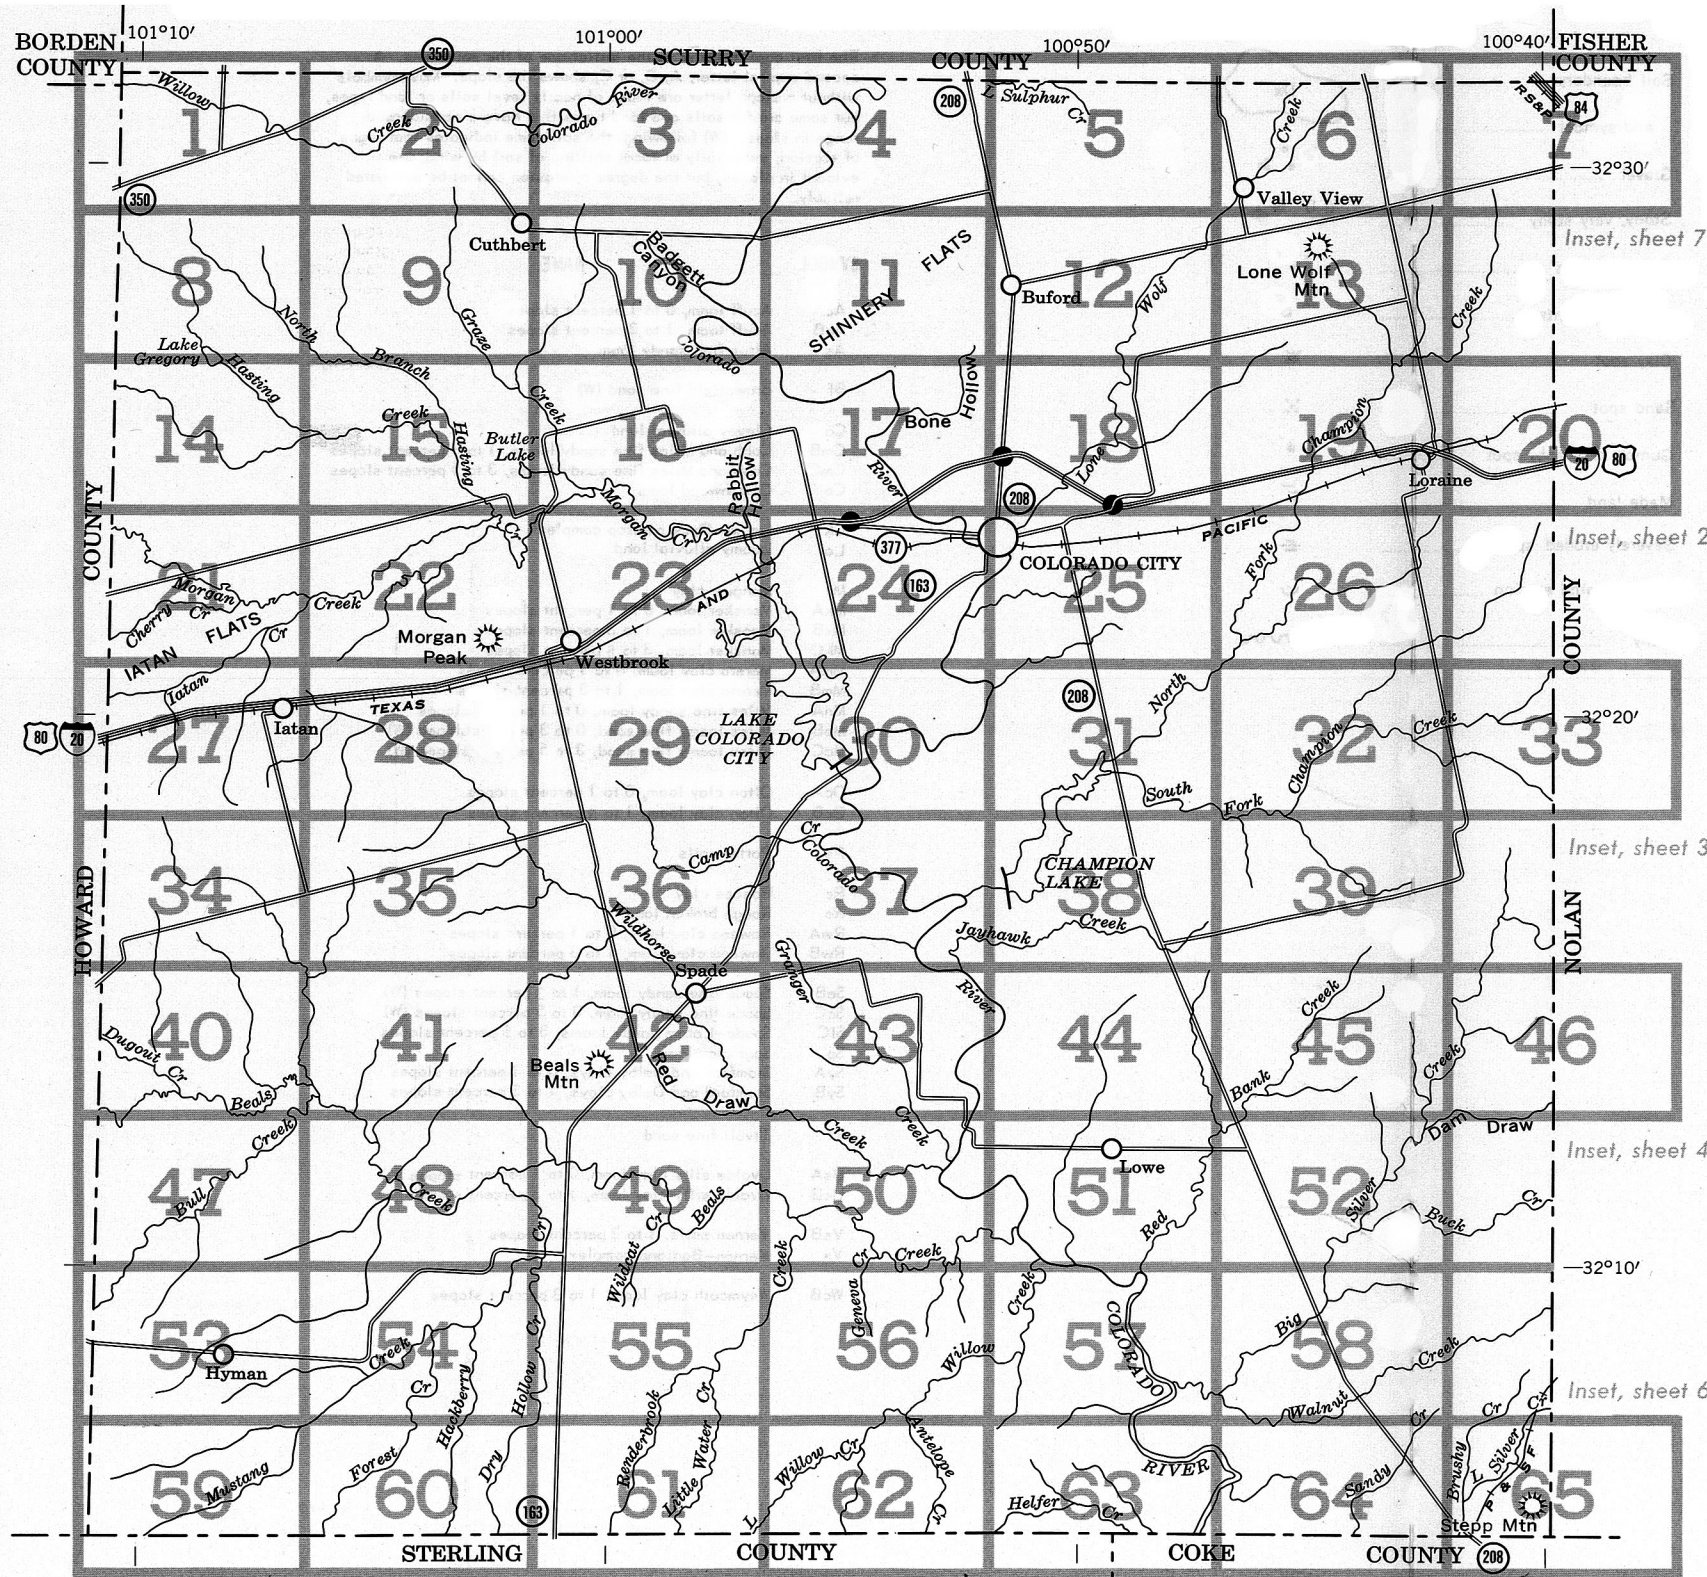 101°10′
101°00′
100°50′
100°40′
BORDEN
COUNTY
350
SCURRY
COUNTY
FISHER
COUNTY
Willow
Creek
River
Colorado
208
L Sulphur
Cr
Creek
RS&P
84
1
2
3
4
5
6
7
32°30′
350
Valley View
Cuthbert
Badgett
Canyon
SHINNERY
FLATS
Inset, sheet 7
Lone Wolf
Mtn
Buford
Wolf
Creek
8
9
10
11
12
13
North
Branch
Graze
Creek
Lake
Gregory
Hasting
Creek
Colorado
Bone
Hollow
Champion
14
15
16
17
18
19
20
Hasting
Cr
Butler
Lake
Morgan
Cr
Rabbit
Hollow
River
Lone
208
20
80
Loraine
COUNTY
377
163
COLORADO CITY
PACIFIC
Fork
Inset, sheet 2
21
22
23
24
25
26
Morgan
Cr
Creek
Cherry
IATAN
FLATS
Cr
Iatan
AND
Morgan
Peak
Westbrook
COUNTY
80
20
Iatan
TEXAS
LAKE
COLORADO
CITY
208
North
Champion
Creek
32°20′
27
28
29
30
31
32
33
South
Fork
Camp
Cr
Colorado
CHAMPION
LAKE
Inset, sheet 3
34
35
36
37
38
39
HOWARD
Wildhorse
Granger
Jayhawk
Creek
NOLAN
Spade
River
Creek
40
41
42
43
44
45
46
Dugout
Cr
Beals
Creek
Beals
Mtn
Red
Draw
Creek
Creek
Bank
Creek
Dam
Draw
Lowe
Inset, sheet 4
47
48
49
50
51
52
Bull
Creek
Cr
Wildcat
Cr
Beals
Creek
Creek
Geneva
Cr
Red
Silver
Buck
Cr
32°10′
53
54
55
56
57
58
Hyman
Creek
Cr
Hackberry
Hollow
Cr
Cr
Willow
Creek
COLORADO
Big
Creek
Walnut
Inset, sheet 6
59
60
61
62
63
64
65
Mustang
Forest
Dry
Renderbrook
Little Water
L
Willow
Cr
Antelope
Cr
RIVER
Helfer
Cr
Sandy
Cr
Brushy
Cr
L
Silver
Cr
P & S F
Stepp Mtn
163
STERLING
COUNTY
COKE
COUNTY
208